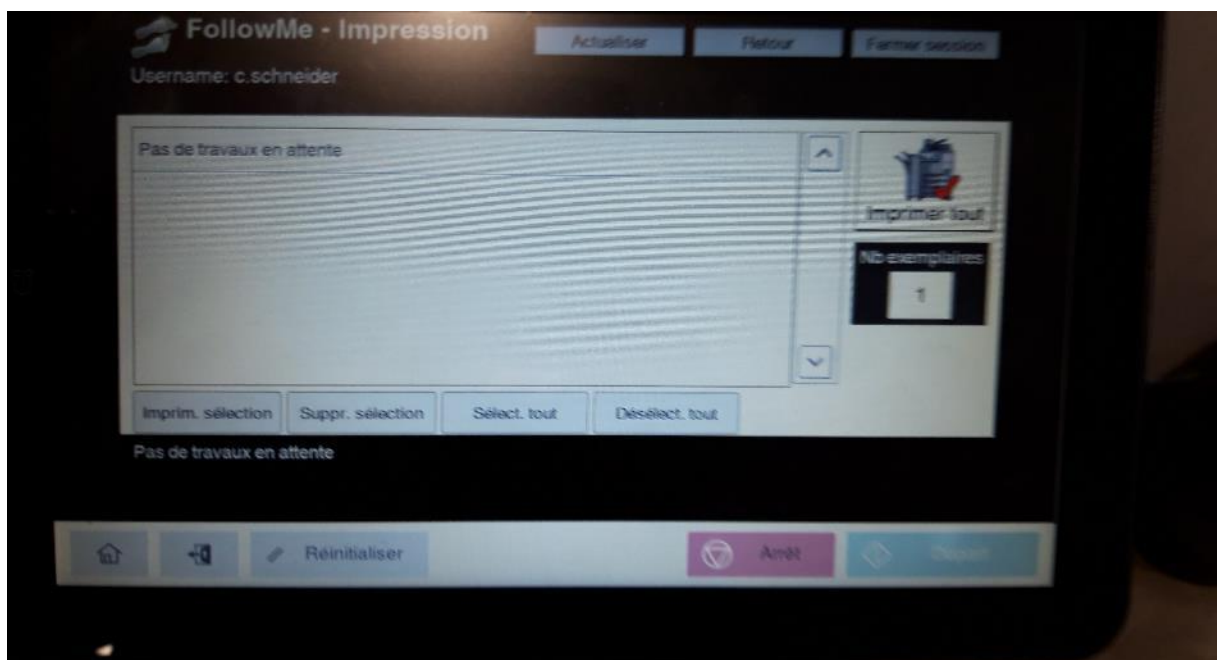 FollowMe - Impression
Actualiser
Retour
Fermer session
Username: c.schneider
Pas de travaux en attente
Imprimer tout
Nb exemplaires
1
Imprim. sélection
Suppr. sélection
Sélect. tout
Désélect. tout
Pas de travaux en attente
Réinitialiser
Arrêt
Départ